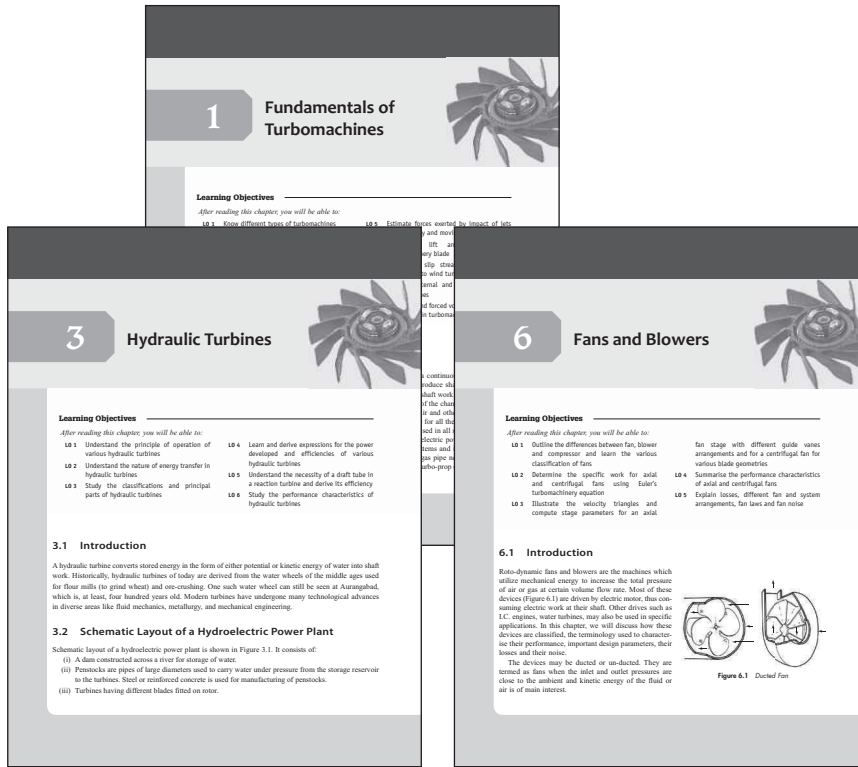 1
Fundamentals of
Turbomachines
Learning Objectives
After reading this chapter, you will be able to:
LO 1 Know different types of turbomachines
LO 5 Estimate forces exerted by impact of jets
3
Hydraulic Turbines
Learning Objectives
After reading this chapter, you will be able to:
LO 1 Understand the principle of operation of
various hydraulic turbines
LO 2 Understand the nature of energy transfer in
hydraulic turbines
LO 3 Study the classifications and principal
parts of hydraulic turbines
LO 4 Learn and derive expressions for the power
developed and efficiencies of various
hydraulic turbines
LO 5 Understand the necessity of a draft tube in
a reaction turbine and derive its efficiency
LO 6 Study the performance characteristics of
hydraulic turbines
3.1 Introduction
A hydraulic turbine converts stored energy in the form of either potential or kinetic energy of water into shaft
work. Historically, hydraulic turbines of today are derived from the water wheels of the middle ages used
for flour mills (to grind wheat) and ore-crushing. One such water wheel can still be seen at Aurangabad,
which is, at least, four hundred years old. Modern turbines have undergone many technological advances
in diverse areas like fluid mechanics, metallurgy, and mechanical engineering.
3.2 Schematic Layout of a Hydroelectric Power Plant
Schematic layout of a hydroelectric power plant is shown in Figure 3.1. It consists of:
(i) A dam constructed across a river for storage of water.
(ii) Penstocks are pipes of large diameters used to carry water under pressure from the storage reservoir
to the turbines. Steel or reinforced concrete is used for manufacturing of penstocks.
(iii) Turbines having different blades fitted on rotor.
6
Fans and Blowers
Learning Objectives
After reading this chapter, you will be able to:
LO 1 Outline the differences between fan, blower
and compressor and learn the various
classification of fans
LO 2 Determine the specific work for axial
and centrifugal fans using Euler's
turbomachinery equation
LO 3 Illustrate the velocity triangles and
compute stage parameters for an axial
fan stage with different guide vanes
arrangements and for a centrifugal fan for
various blade geometries
LO 4 Summarise the performance characteristics
of axial and centrifugal fans
LO 5 Explain losses, different fan and system
arrangements, fan laws and fan noise
6.1 Introduction
Roto-dynamic fans and blowers are the machines which
utilize mechanical energy to increase the total pressure
of air or gas at certain volume flow rate. Most of these
devices (Figure 6.1) are driven by electric motor, thus con-
suming electric work at their shaft. Other drives such as
I.C. engines, water turbines, may also be used in specific
applications. In this chapter, we will discuss how these
devices are classified, the terminology used to character-
ise their performance, important design parameters, their
losses and their noise.
The devices may be ducted or un-ducted. They are
termed as fans when the inlet and outlet pressures are
close to the ambient and kinetic energy of the fluid or
air is of main interest.
Figure 6.1 Ducted Fan